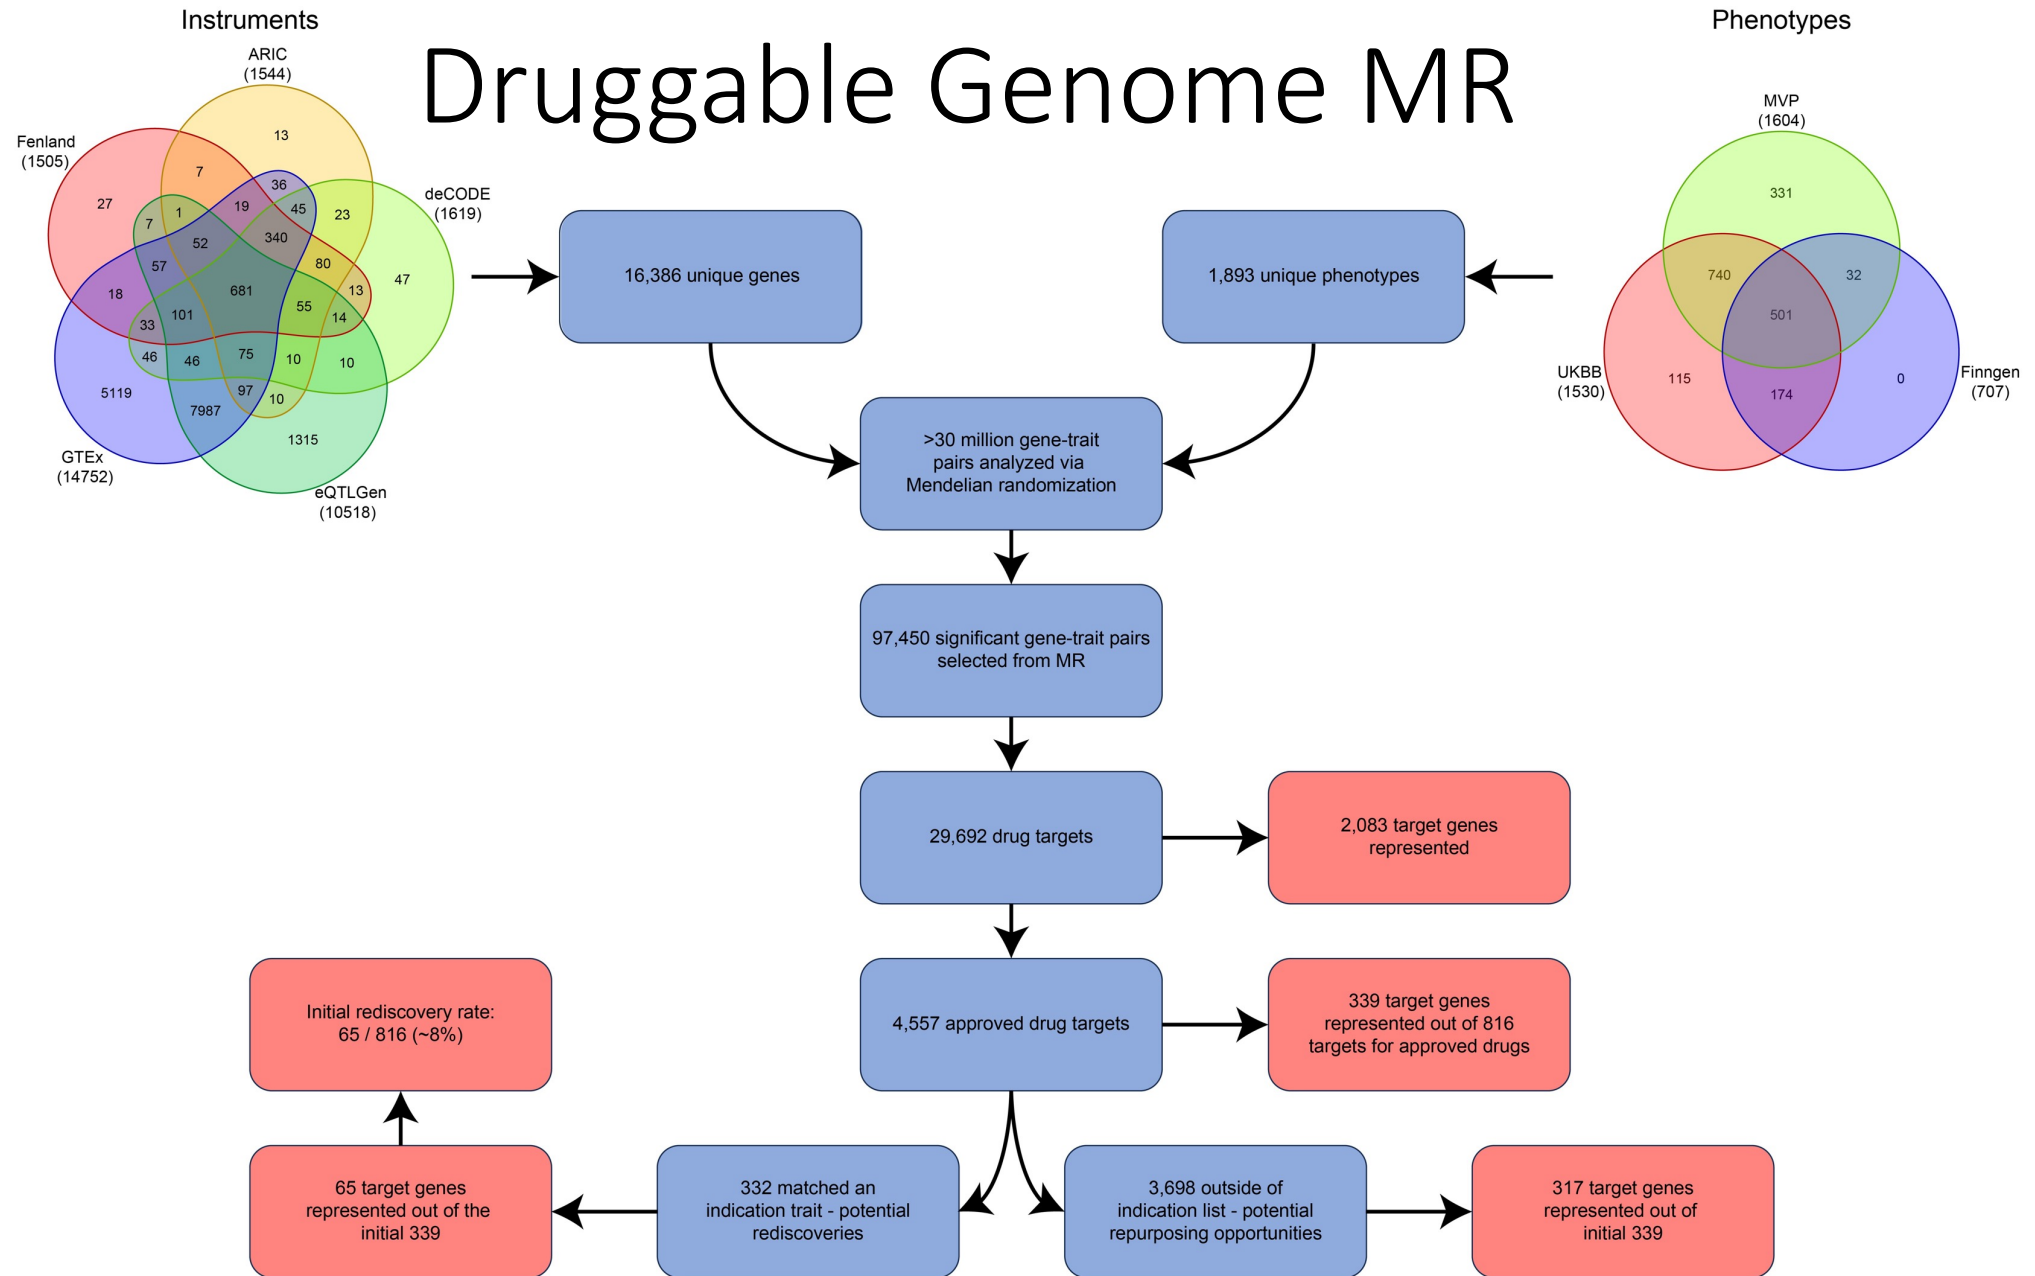 Instruments
Druggable Genome MR
Phenotypes
ARIC
(1544)
Fenland
(1505)
deCODE
(1619)
GTEx
(14752)
eQTLGen
(10518)
13
7
36
27
19
45
23
7
1
52
340
57
80
47
18
681
13
101
55
14
33
46
46
75
10
10
5119
97
10
7987
1315
MVP
(1604)
UKBB
(1530)
Finngen
(707)
331
740
32
501
115
174
0
16,386 unique genes
1,893 unique phenotypes
>30 million gene-trait
pairs analyzed via
Mendelian randomization
97,450 significant gene-trait pairs
selected from MR
29,692 drug targets
2,083 target genes
represented
4,557 approved drug targets
339 target genes
represented out of 816
targets for approved drugs
Initial rediscovery rate:
65 / 816 (~8%)
65 target genes
represented out of the
initial 339
332 matched an
indication trait - potential
rediscoveries
3,698 outside of
indication list - potential
repurposing opportunities
317 target genes
represented out of
initial 339